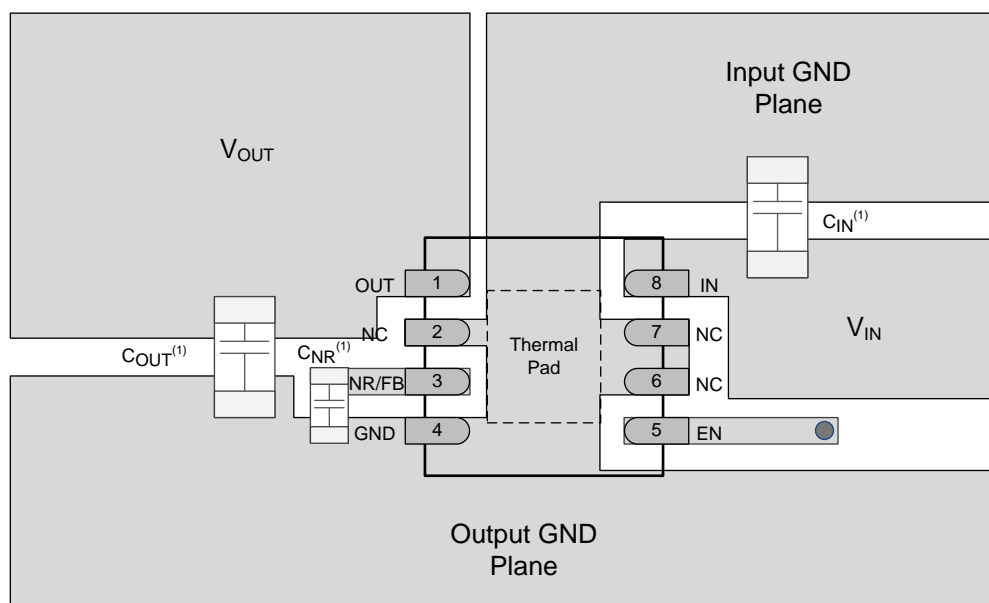 Input GND
Plane
V_OUT
C_IN^(1)
OUT 1 8 IN
NC 2 7 NC
Thermal
Pad
V_IN
C_OUT^(1) C_NR^(1)
NR/FB 3 6 NC
GND 4 5 EN
Output GND
Plane